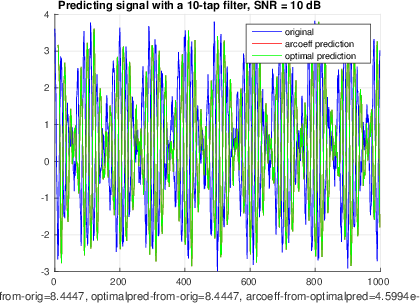 Predicting signal with a 10-tap filter, SNR = 10 dB
4
3
2
1
0
-1
-2
-3
original
arcoeff prediction
optimal prediction
0 200 400 600 800 1000
from-orig=8.4447, optimalpred-from-orig=8.4447, arcoeff-from-optimalpred=4.5994e-